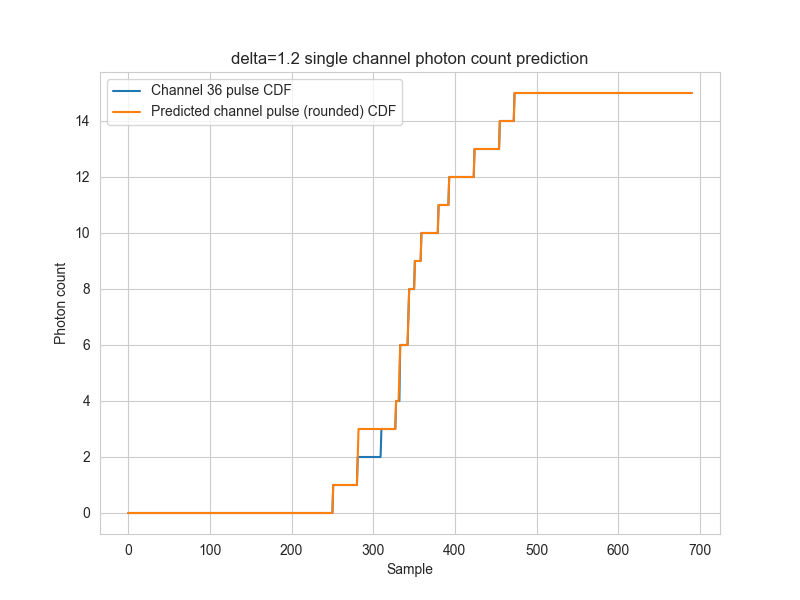 delta=1.2 single channel photon count prediction
Channel 36 pulse CDF
Predicted channel pulse (rounded) CDF
14
12
10
8
6
4
2
0
Photon count
0 100 200 300 400 500 600 700
Sample